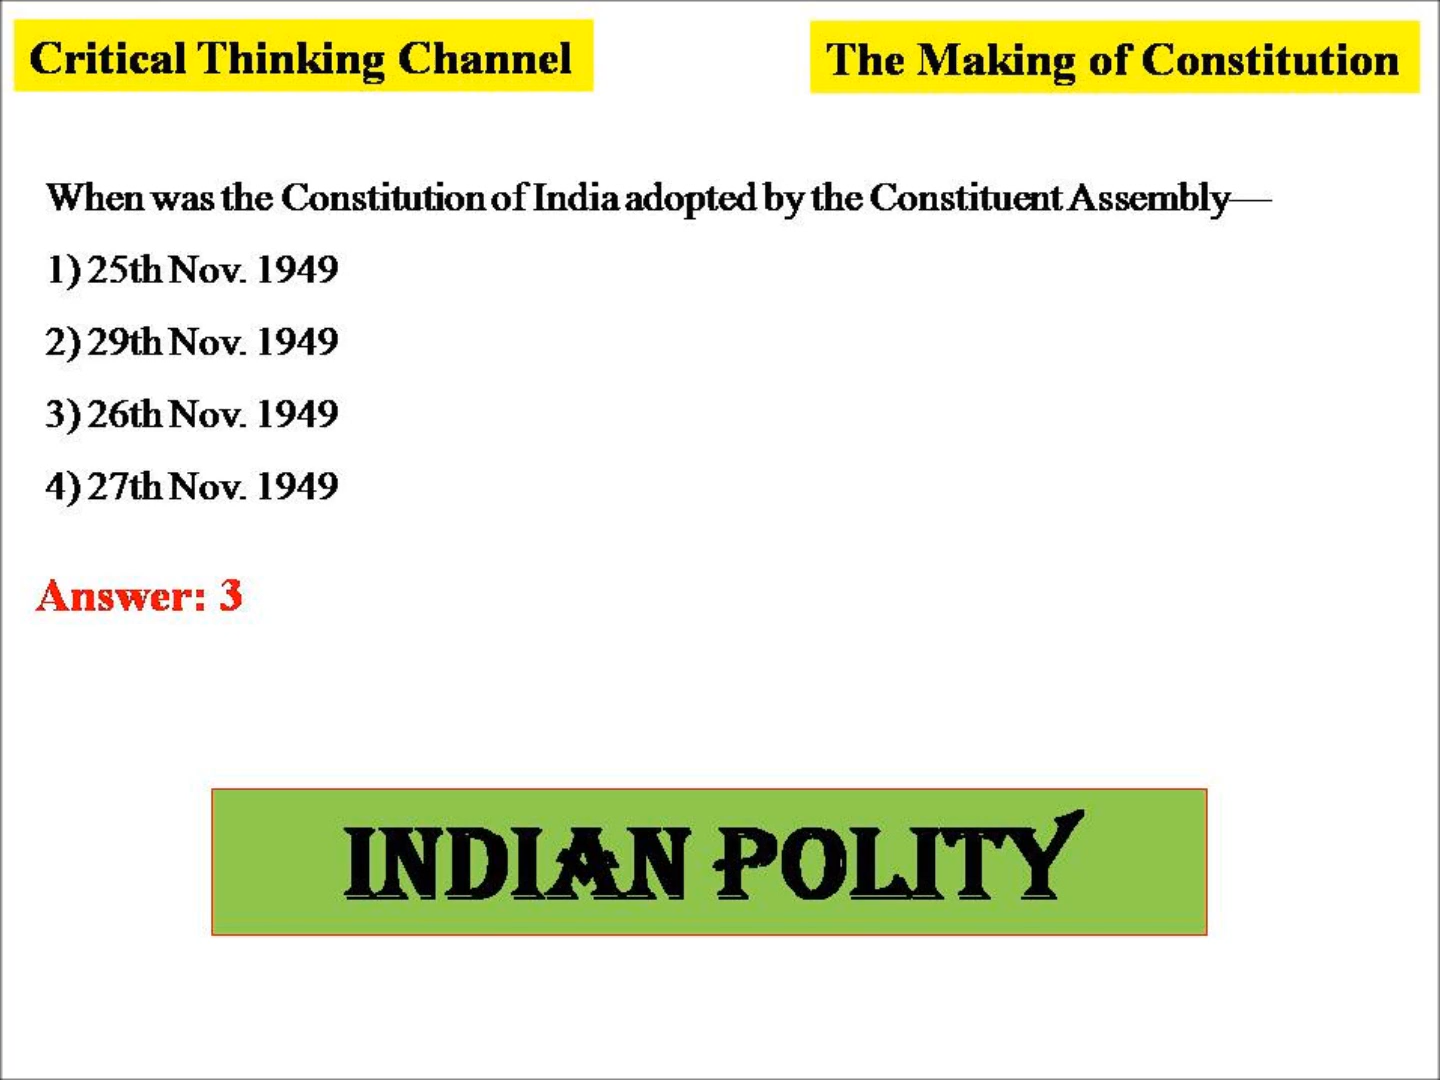 Critical Thinking Channel
The Making of Constitution
When was the Constitution of India adopted by the Constituent Assembly—
1) 25th Nov. 1949
2) 29th Nov. 1949
3) 26th Nov. 1949
4) 27th Nov. 1949
Answer: 3
INDIAN POLITY